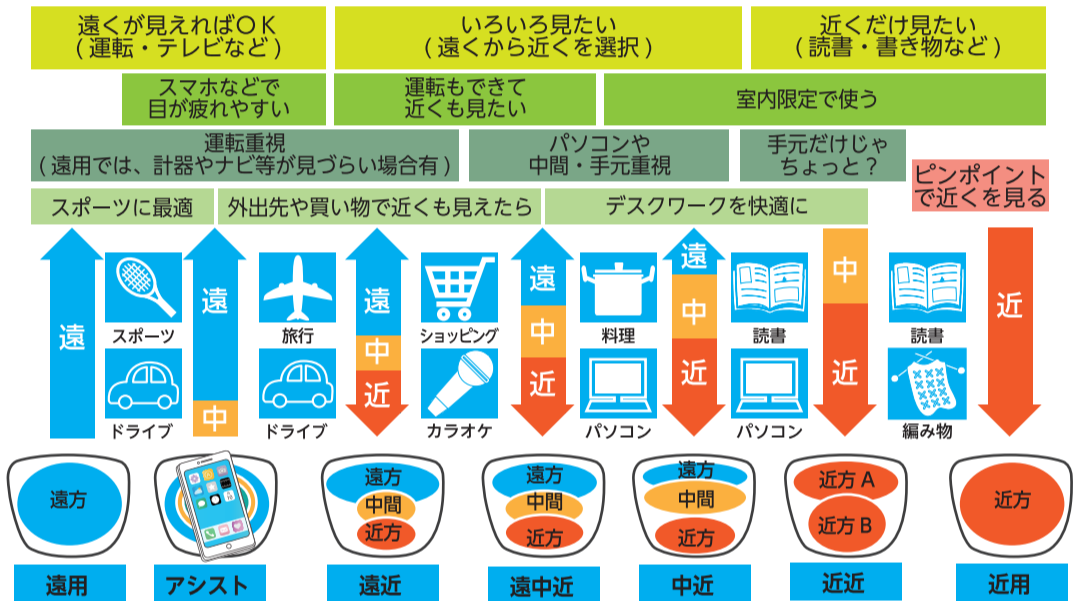 遠くが見えれば〇K
(運転・テレビなど)
いろいろ見たい
(遠くから近くを選択)
近くだけ見たい
(読書・書き物など)
スマホなどで
目が疲れやすい
運転もできて
近くも見たい
室内限定で使う
運転重視
(遠用では、計器やナビ等が見づらい場合有)
パソコンや
中間・手元重視
手元だけじゃ
ちょっと?
ピンポイント
で近くを見る
スポーツに最適
外出先や買い物で近くも見えたら
デスクワークを快適に
遠
スポーツ
ドライブ
遠
中
旅行
ドライブ
遠
中
近
ショッピング
カラオケ
遠
中
近
料理
パソコン
遠
中
近
読書
パソコン
中
近
読書
編み物
近
遠方
遠方
中間
近方
遠方
中間
近方
遠方
中間
近方
近方 A
近方 B
近方
遠用
アシスト
遠近
遠中近
中近
近近
近用